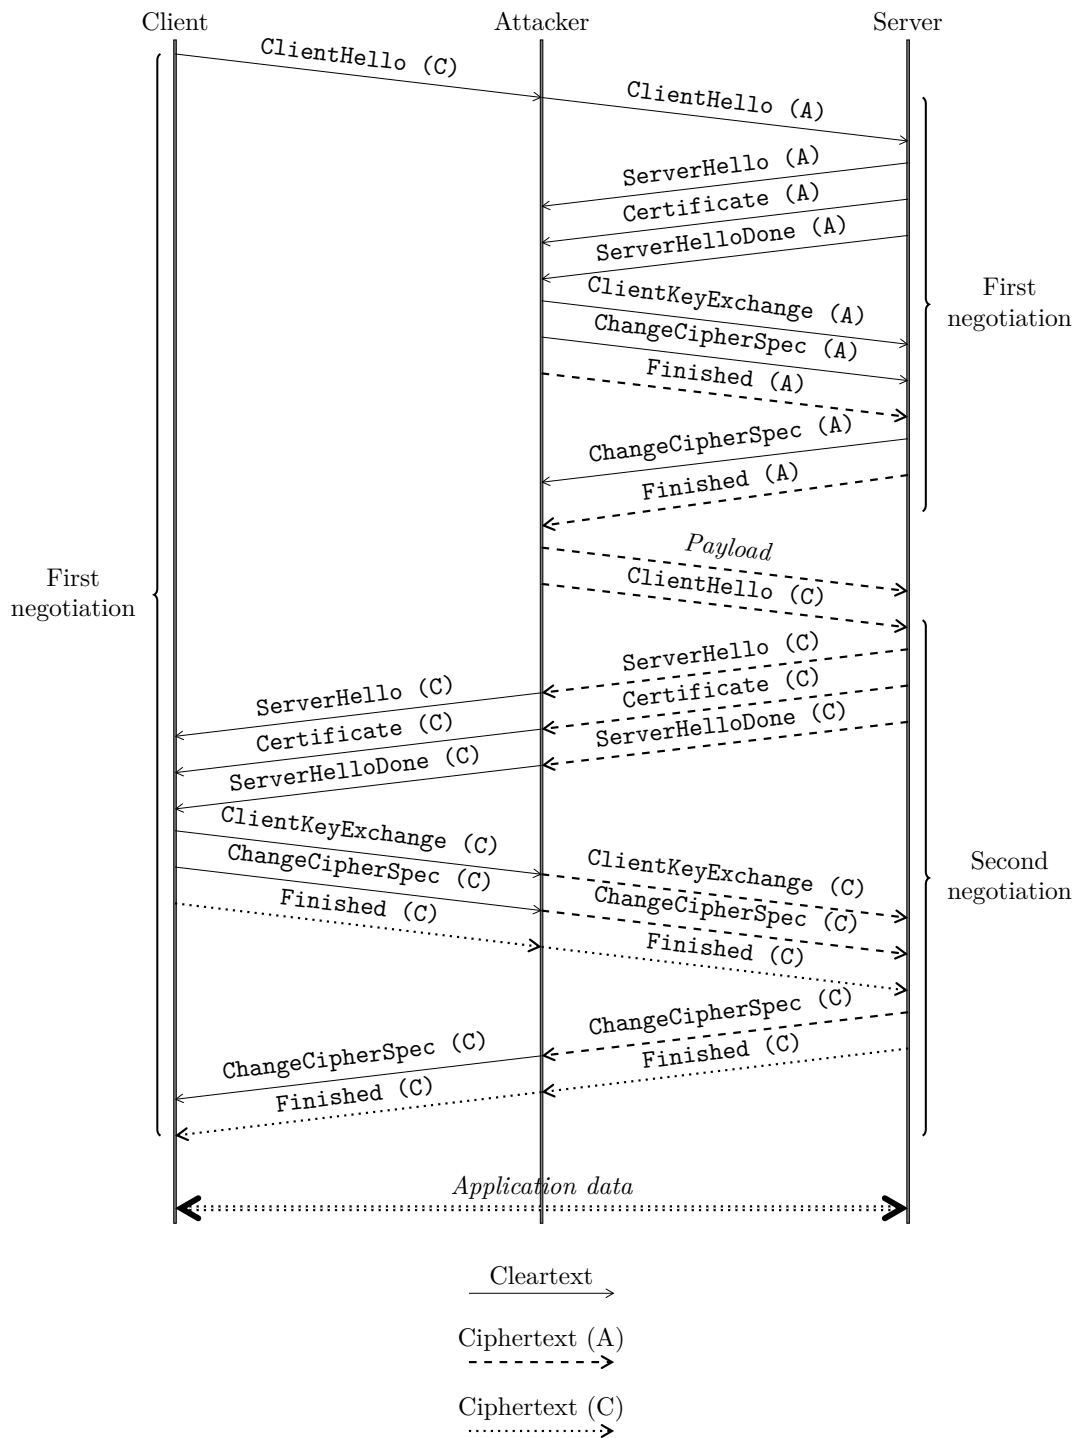 Client
Attacker
Server
ClientHello (C)
ClientHello (A)
ServerHello (A)
Certificate (A)
ServerHelloDone (A)
First
negotiation
ClientKeyExchange (A)
ChangeCipherSpec (A)
Finished (A)
ChangeCipherSpec (A)
Finished (A)
Payload
First
negotiation
ClientHello (C)
ServerHello (C)
Certificate (C)
ServerHelloDone (C)
ServerHello (C)
Certificate (C)
ServerHelloDone (C)
ClientKeyExchange (C)
ChangeCipherSpec (C)
Finished (C)
ClientKeyExchange (C)
ChangeCipherSpec (C)
Finished (C)
Second
negotiation
ChangeCipherSpec (C)
Finished (C)
ChangeCipherSpec (C)
Finished (C)
Application data
Cleartext
Ciphertext (A)
Ciphertext (C)